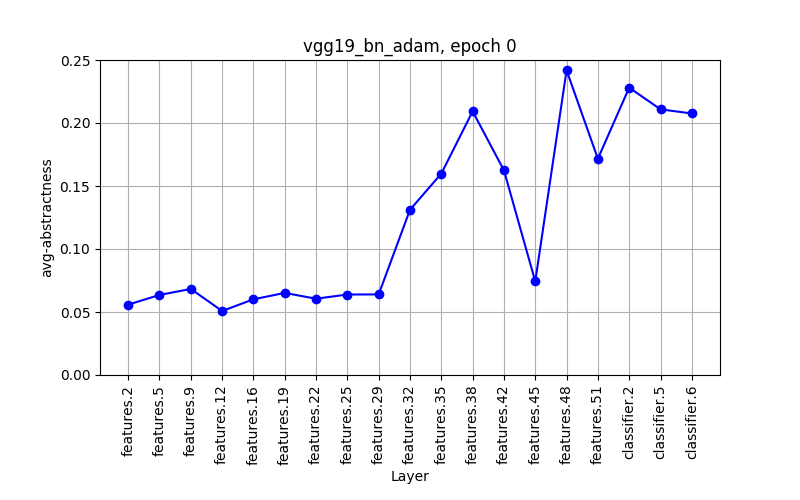 vgg19_bn_adam, epoch 0
avg-abstractness
0.25
0.20
0.15
0.10
0.05
0.00
features.2
features.5
features.9
features.12
features.16
features.19
features.22
features.25
features.29
features.32
features.35
features.38
features.42
features.45
features.48
features.51
classifier.2
classifier.5
classifier.6
Layer